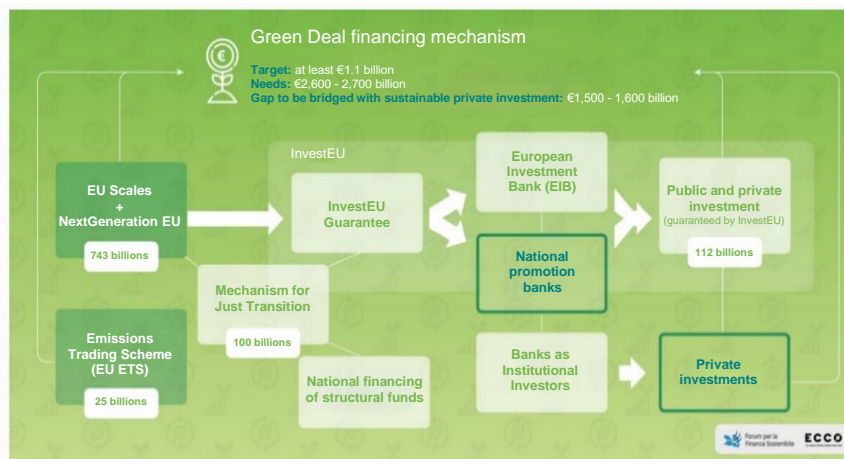 Green Deal financing mechanism
Target: at least €1.1 billion
Needs: €2,600 - 2,700 billion
Gap to be bridged with sustainable private investment: €1,500 - 1,600 billion
InvestEU
EU Scales
+
NextGeneration EU
743 billions
InvestEU
Guarantee
European
Investment
Bank (EIB)
Public and private
investment
(guaranteed by InvestEU)
112 billions
National
promotion
banks
Mechanism for
Just Transition
100 billions
Emissions
Trading Scheme
(EU ETS)
25 billions
National financing
of structural funds
Banks as
Institutional
Investors
Private
investments
Forum per la
Finanza Sostenibile
ECCO